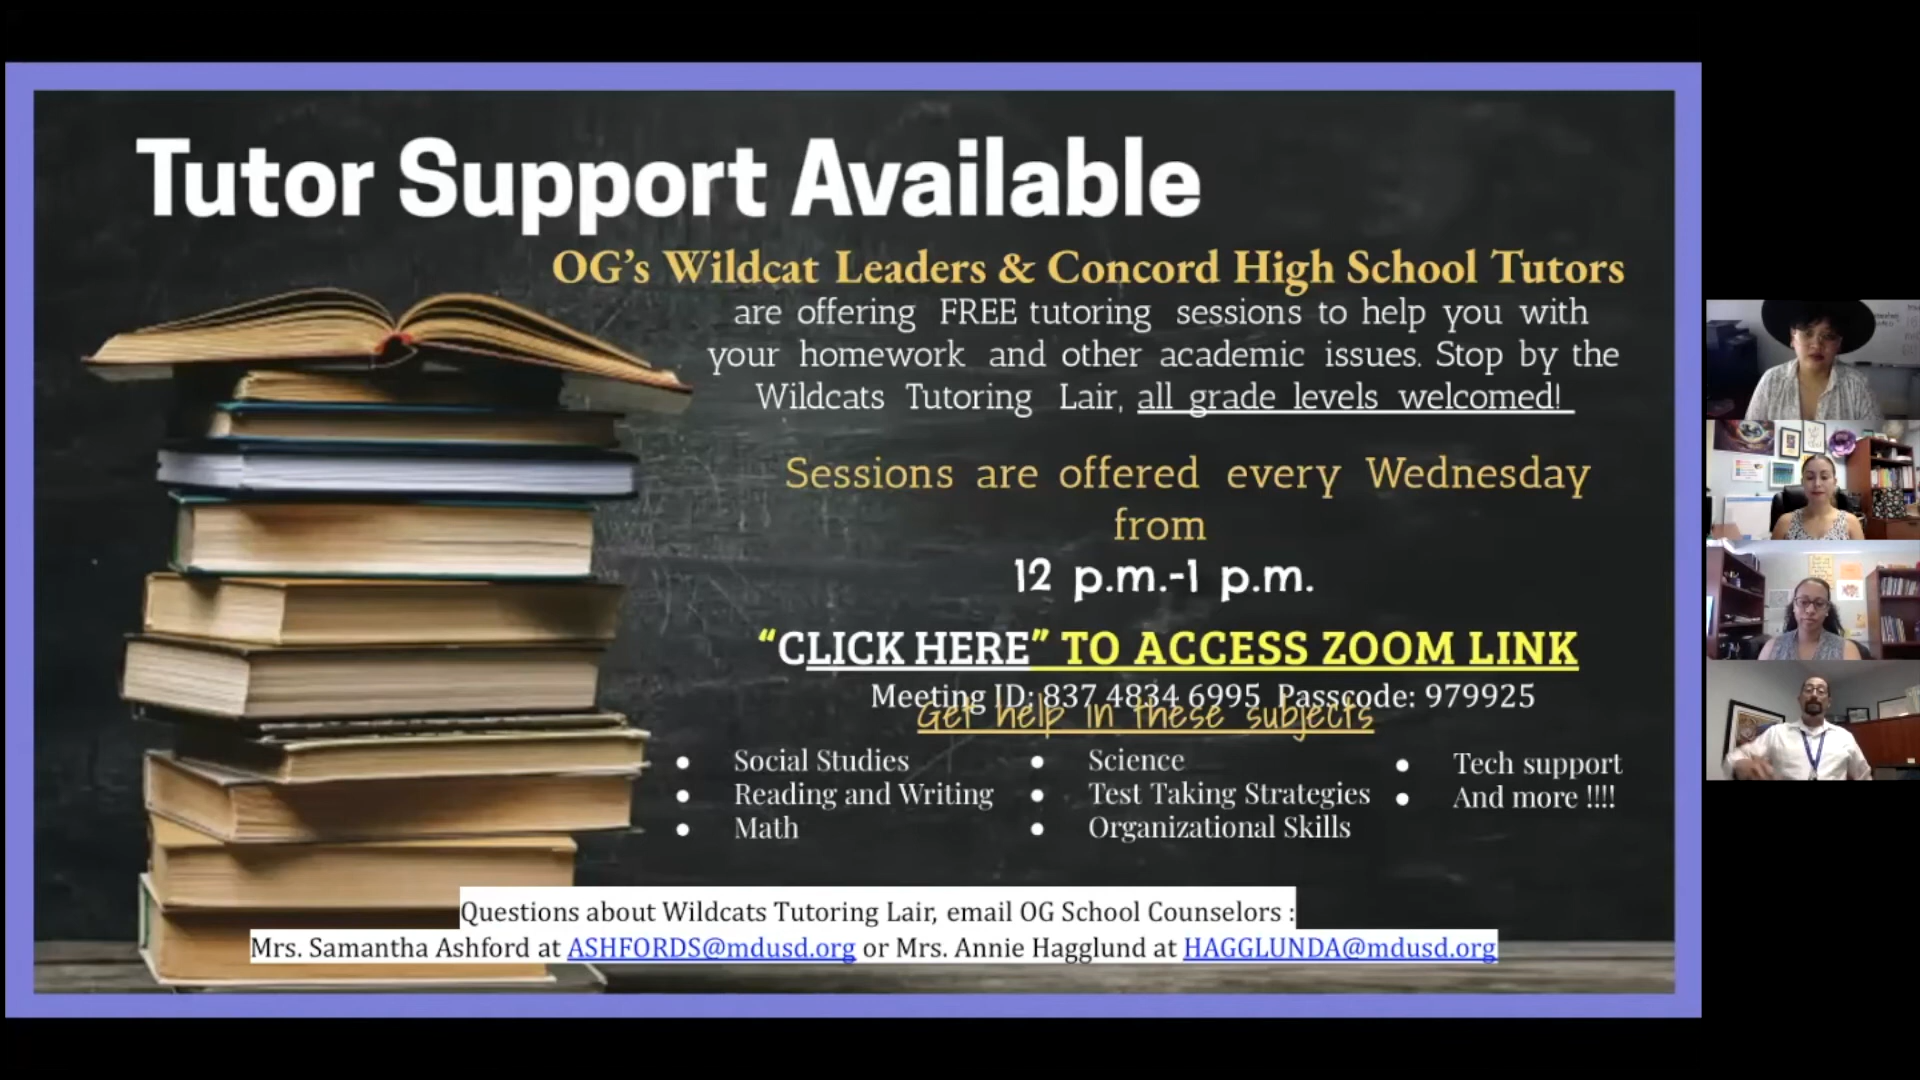 Tutor Support Available
OG's Wildcat Leaders & Concord High School Tutors
are offering FREE tutoring sessions to help you with
your homework and other academic issues. Stop by the
Wildcats Tutoring Lair, all grade levels welcomed!
Sessions are offered every Wednesday
from
12 p.m.-1 p.m.
“CLICK HERE” TO ACCESS ZOOM LINK
Meeting ID: 837 4834 6995 Passcode: 979925
Get help in these subjects
● Social Studies
● Reading and Writing
● Math
● Science
● Test Taking Strategies
● Organizational Skills
● Tech support
● And more !!!!
Questions about Wildcats Tutoring Lair, email OG School Counselors :
Mrs. Samantha Ashford at ASHFORDS@mdusd.org or Mrs. Annie Hagglund at HAGGLUNDA@mdusd.org